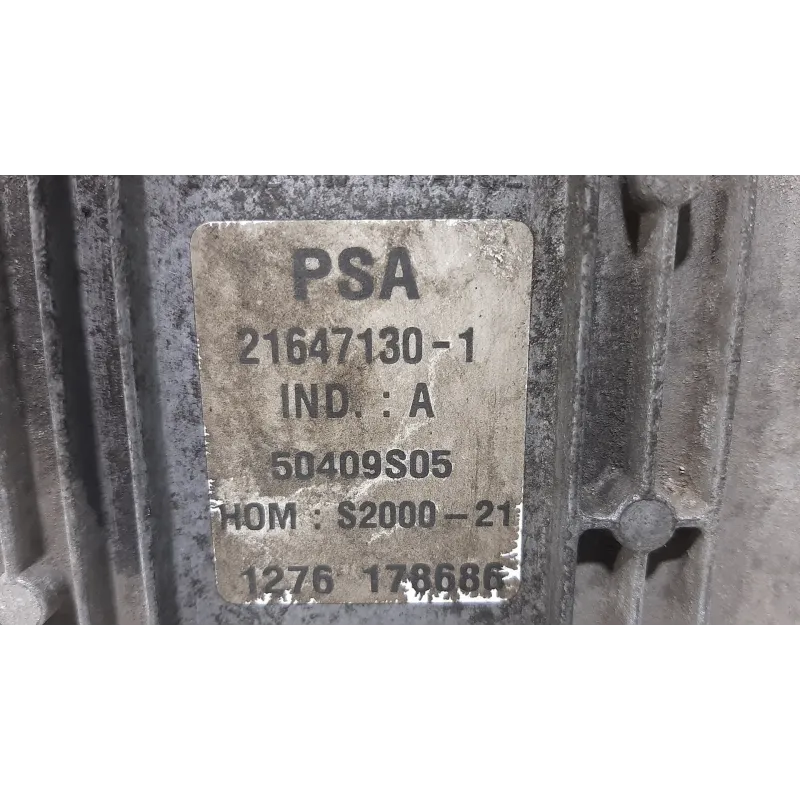 PSA
21647130-1
IND. : A
50409S05
HOM : S2000-21
1276 178686